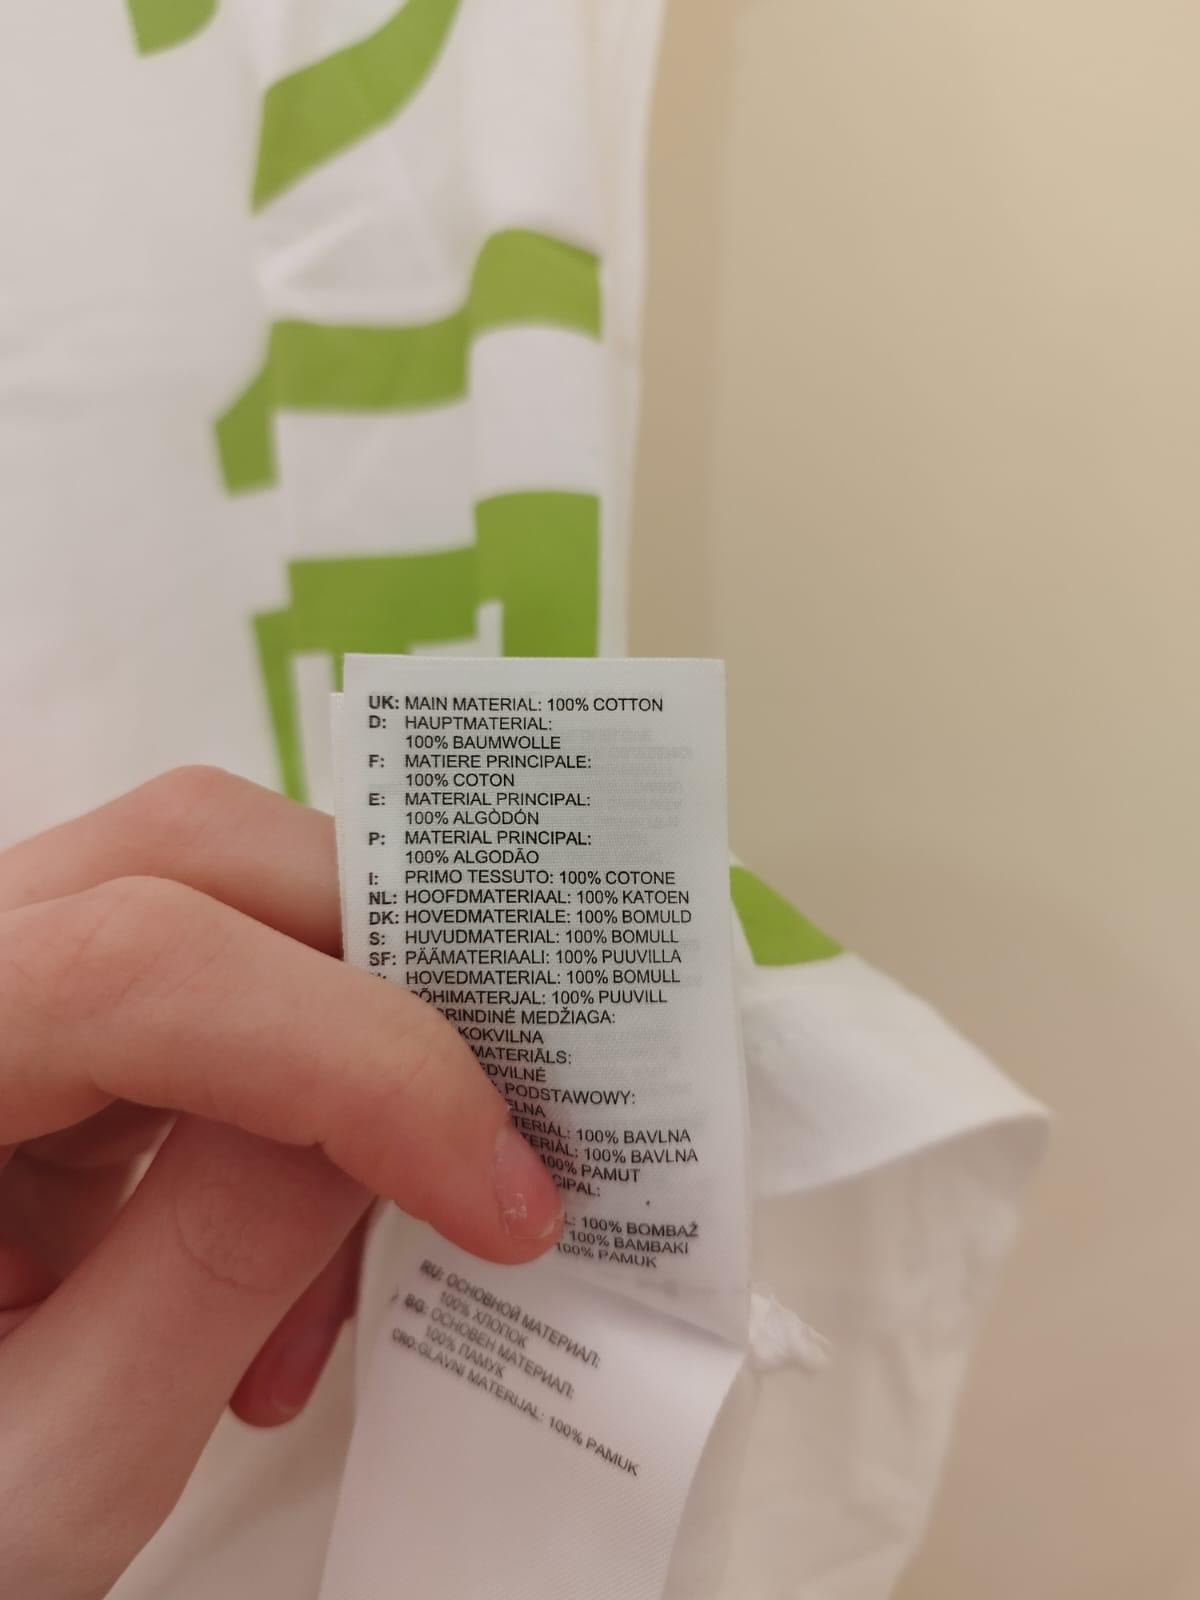 UK: MAIN MATERIAL: 100% COTTON
D: HAUPTMATERIAL:
100% BAUMWOLLE
F: MATIERE PRINCIPALE:
100% COTON
E: MATERIAL PRINCIPAL:
100% ALGÒDÓN
P: MATERIAL PRINCIPAL:
100% ALGODÃO
I: PRIMO TESSUTO: 100% COTONE
NL: HOOFDMATERIAAL: 100% KATOEN
DK: HOVEDMATERIALE: 100% BOMULD
S: HUVUDMATERIAL: 100% BOMULL
SF: PÄÄMATERIAALI: 100% PUUVILLA
HOVEDMATERIAL: 100% BOMULL
PÕHIMATERJAL: 100% PUUVILL
MEDŽIAGA:
KOKVILNA
MATERIĀLS:
PODSTAWOWY:
100% BAVLNA
100% BAVLNA
100% PAMUT
100% BOMBAŽ
100% BAMBAKI
100% PAMUK
RU: ОСНОВНОЙ МАТЕРИАЛ:
100% ХЛОПОК
BG: ОСНОВЕН МАТЕРИАЛ:
100% ПАМУК
CRO: GLAVNI MATERIJAL: 100% PAMUK